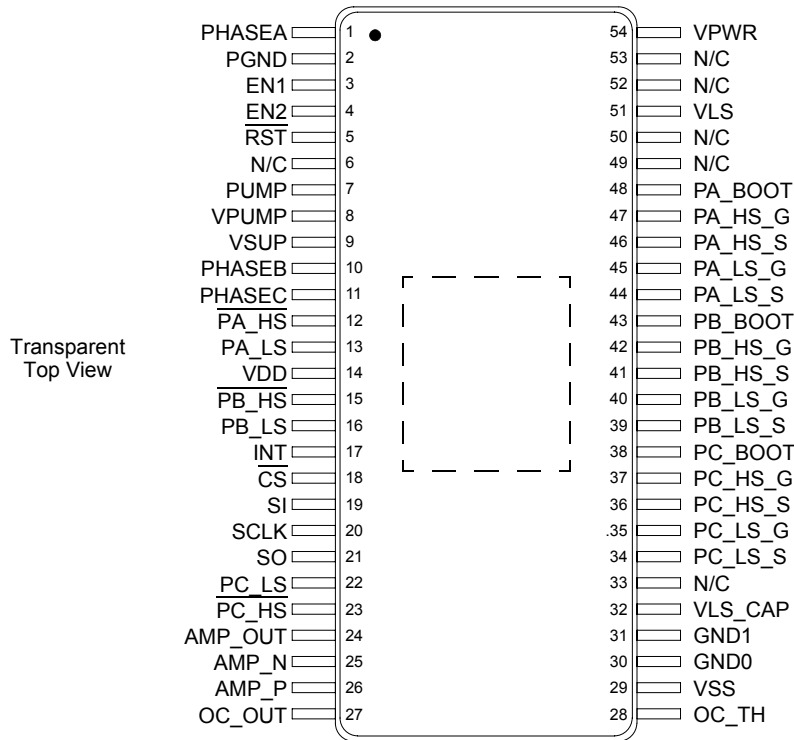 PHASEA 1 54 VPWR
PGND 2 53 N/C
EN1 3 52 N/C
EN2 4 51 VLS
RST 5 50 N/C
N/C 6 49 N/C
PUMP 7 48 PA_BOOT
VPUMP 8 47 PA_HS_G
VSUP 9 46 PA_HS_S
PHASEB 10 45 PA_LS_G
PHASEC 11 44 PA_LS_S
PA_HS 12 43 PB_BOOT
Transparent
Top View
PA_LS 13 42 PB_HS_G
VDD 14 41 PB_HS_S
PB_HS 15 40 PB_LS_G
PB_LS 16 39 PB_LS_S
INT 17 38 PC_BOOT
CS 18 37 PC_HS_G
SI 19 36 PC_HS_S
SCLK 20 .35 PC_LS_G
SO 21 34 PC_LS_S
PC_LS 22 33 N/C
PC_HS 23 32 VLS_CAP
AMP_OUT 24 31 GND1
AMP_N 25 30 GND0
AMP_P 26 29 VSS
OC_OUT 27 28 OC_TH